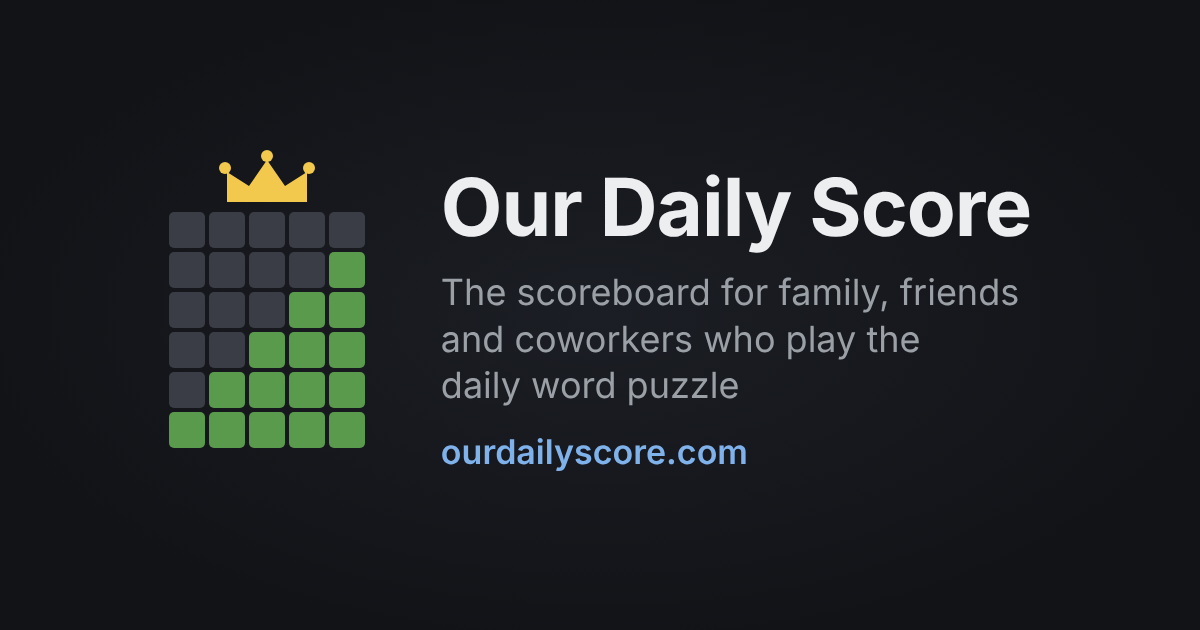 Our Daily Score
The scoreboard for family, friends
and coworkers who play the
daily word puzzle
ourdailyscore.com